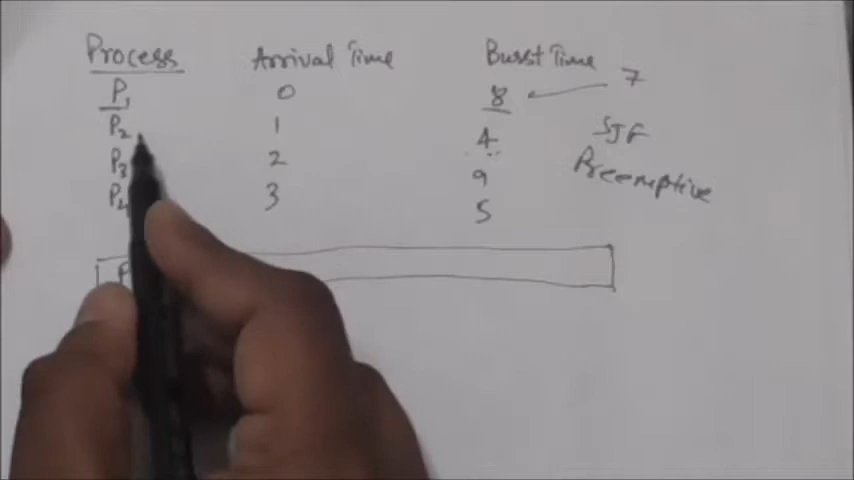 Process Arrival Time Busst Time
P1 0 8 7
P2 1 4 SJF
P3 2 9 Preemptive
P4 3 5
P